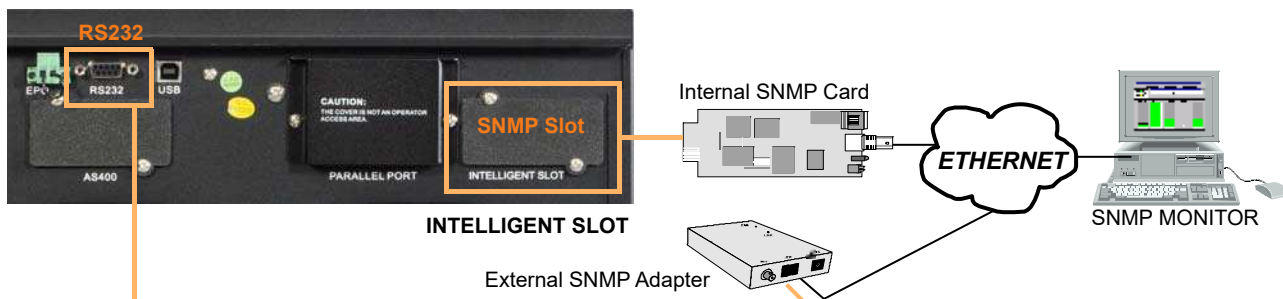 RS232
EPO
RS232
USB
CAUTION:
THE COVER IS NOT AN OPERATOR
ACCESS AREA.
SNMP Slot
AS400
PARALLEL PORT
INTELLIGENT SLOT
INTELLIGENT SLOT
Internal SNMP Card
ETHERNET
SNMP MONITOR
External SNMP Adapter